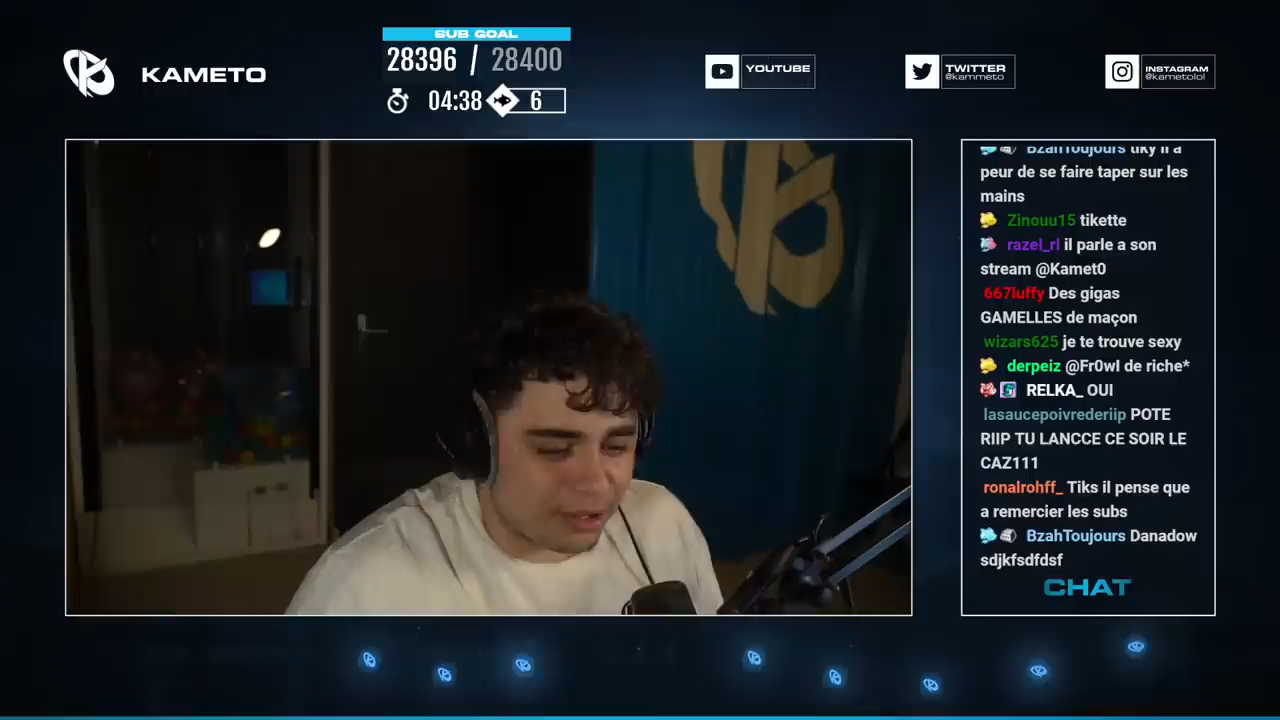 KAMETO
SUB GOAL
28396 / 28400
04:38 6
YOUTUBE
TWITTER
@kammeto
INSTAGRAM
@kametolol
BzahToujours tiky il a
peur de se faire taper sur les
mains
Zinouu15 tikette
razel_rl il parle a son
stream @Kamet0
667luffy Des gigas
GAMELLES de maçon
wizars625 je te trouve sexy
derpeiz @Fr0wl de riche*
RELKA_ OUI
lasaucepoivrederiip POTE
RIIP TU LANCCE CE SOIR LE
CAZ111
ronalrohff_ Tiks il pense que
a remercier les subs
BzahToujours Danadow
sdjkfsdfdsf
CHAT